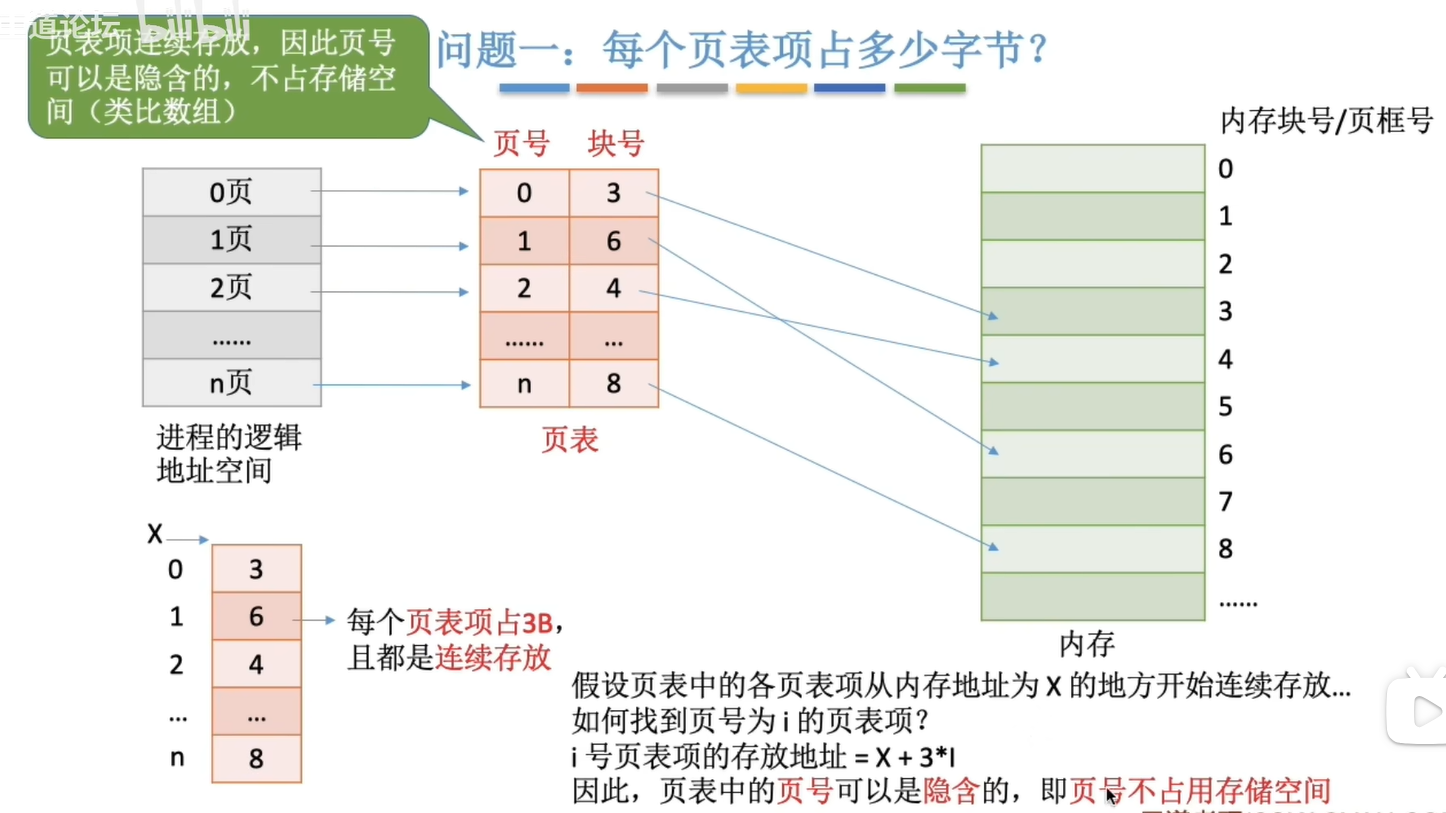 王道论坛 bilibili
页表项连续存放，因此页号
可以是隐含的，不占存储空
间（类比数组）
问题一：每个页表项占多少字节？
内存块号/页框号
页号 块号
0页 0 3 0
1页 1 6 1
2页 2 4 2
...... ...... ... 3
n页 n 8 4
5
6
7
8
......
进程的逻辑
地址空间
页表
内存
X
0 3
1 6
2 4
... ...
n 8
每个页表项占3B，
且都是连续存放
假设页表中的各页表项从内存地址为 X 的地方开始连续存放...
如何找到页号为 i 的页表项？
i 号页表项的存放地址 = X + 3*I
因此，页表中的页号可以是隐含的，即页号不占用存储空间